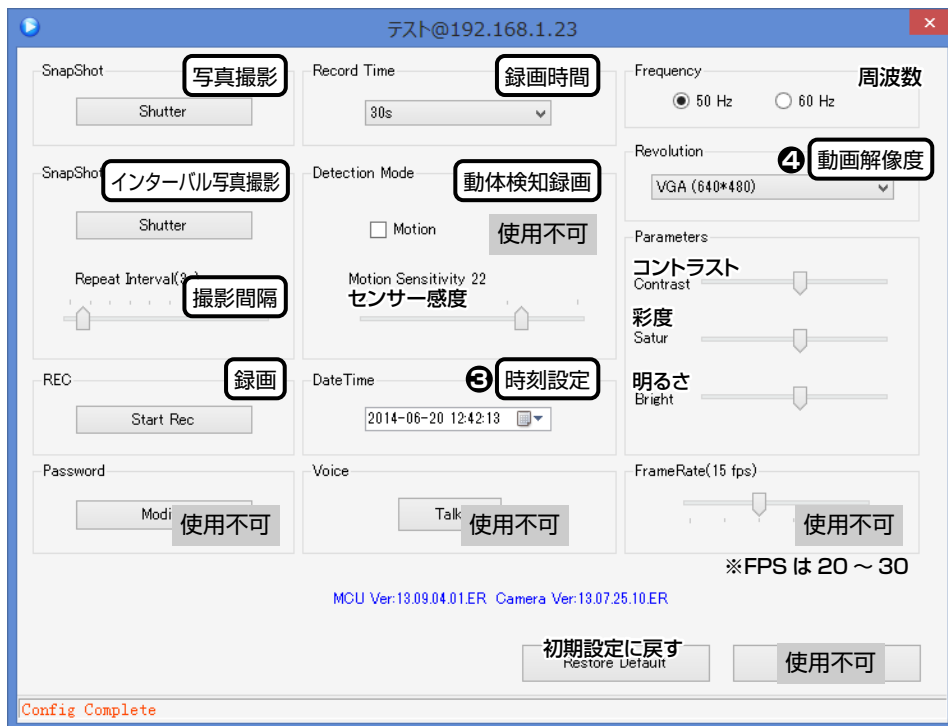 テスト@192.168.1.23
SnapShot
写真撮影
Shutter
Record Time
録画時間
30s
Frequency
周波数
50 Hz
60 Hz
SnapShot
インターバル写真撮影
Shutter
Repeat Interval(3
撮影間隔
Detection Mode
動体検知録画
Motion
使用不可
Motion Sensitivity 22
センサー感度
Revolution
❹ 動画解像度
VGA (640*480)
Parameters
コントラスト
Contrast
彩度
Satur
明るさ
Bright
REC
録画
Start Rec
DateTime
❸ 時刻設定
2014-06-20 12:42:13
Password
Modi
使用不可
Voice
Talk
使用不可
FrameRate(15 fps)
使用不可
※FPS は 20 ~ 30
MCU Ver:13.09.04.01.ER Camera Ver:13.07.25.10.ER
初期設定に戻す
Restore Default
使用不可
Config Complete